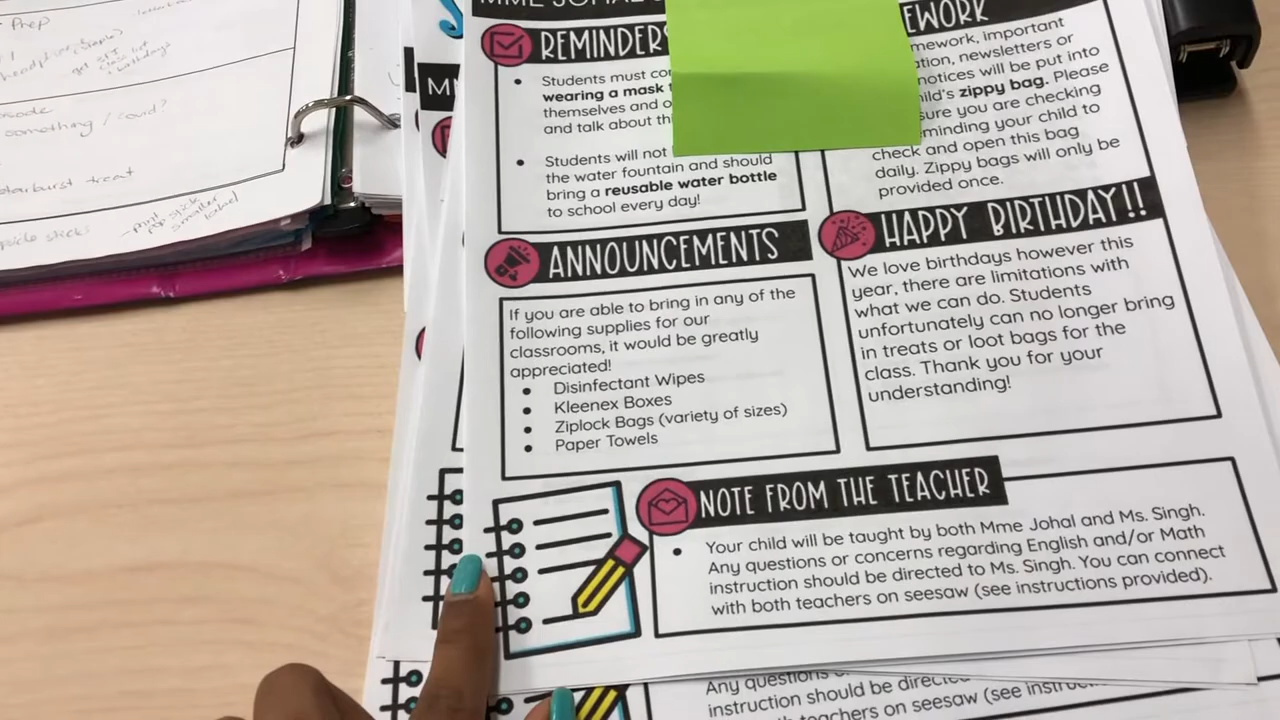 Prep
something / covid?
starburst treat
REMINDER
Students must
wearing a mask
themselves and
and talk about
Students will not
the water fountain and should
bring a reusable water bottle
to school every day!
ANNOUNCEMENTS
If you are able to bring in any of the
following supplies for our
classrooms, it would be greatly
appreciated!
• Disinfectant Wipes
• Kleenex Boxes
• Ziplock Bags (variety of sizes)
• Paper Towels
EWORK
mework, important
ation, newsletters or
notices will be put into
ild's zippy bag. Please
sure you are checking
eminding your child to
check and open this bag
daily. Zippy bags will only be
provided once.
HAPPY BIRTHDAY!!
We love birthdays however this
year, there are limitations with
what we can do. Students
unfortunately can no longer bring
in treats or loot bags for the
class. Thank you for your
understanding!
NOTE FROM THE TEACHER
• Your child will be taught by both Mme Johal and Ms. Singh.
Any questions or concerns regarding English and/or Math
instruction should be directed to Ms. Singh. You can connect
with both teachers on seesaw (see instructions provided).
Any questions
instruction should be
teachers on seesaw (see